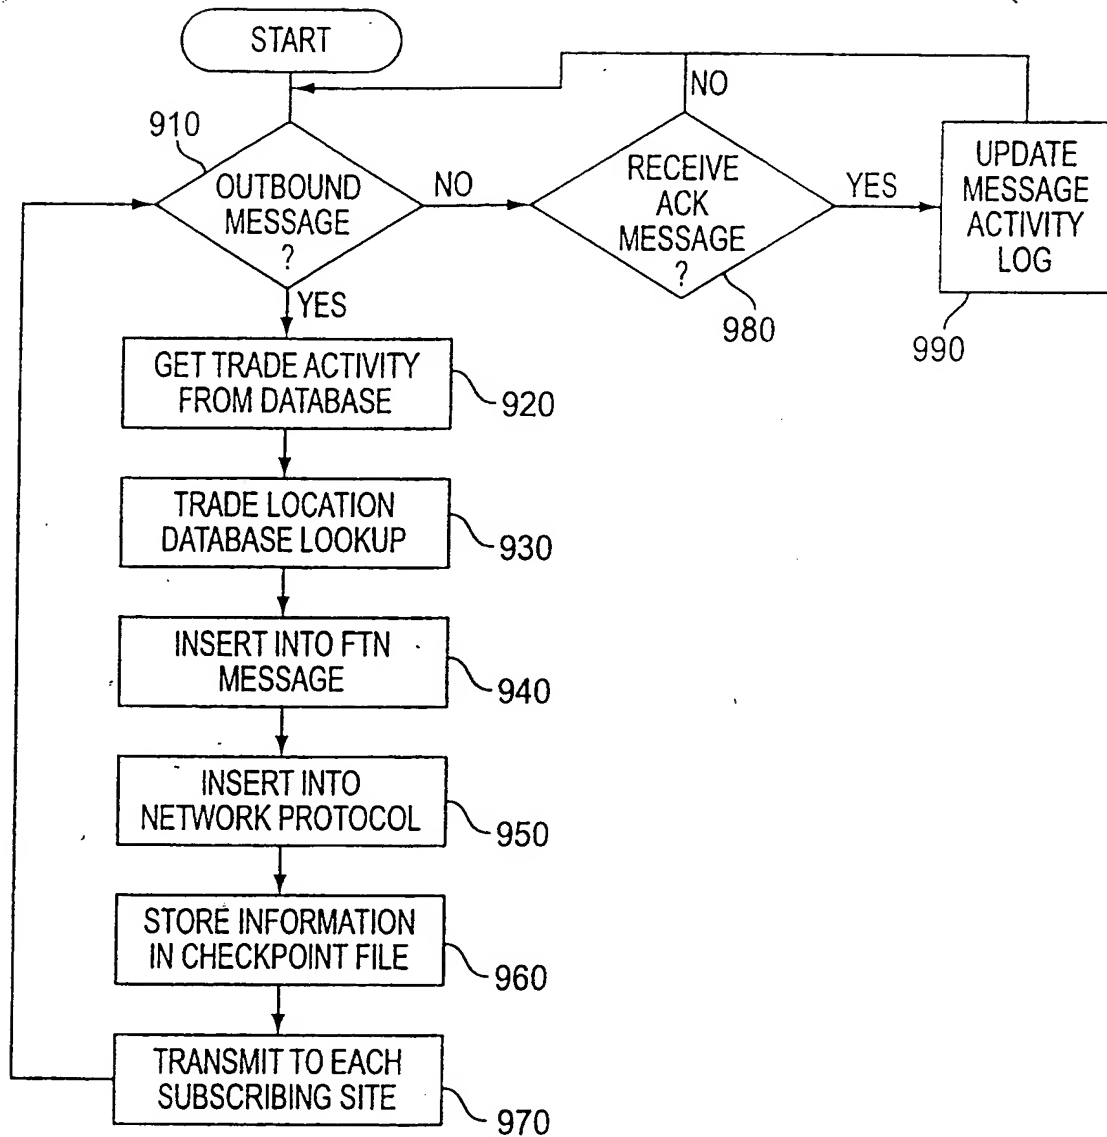 START
NO
910
OUTBOUND
MESSAGE
?
NO
RECEIVE
ACK
MESSAGE
?
YES
UPDATE
MESSAGE
ACTIVITY
LOG
980
990
YES
GET TRADE ACTIVITY
FROM DATABASE
920
TRADE LOCATION
DATABASE LOOKUP
930
INSERT INTO FTN
MESSAGE
940
INSERT INTO
NETWORK PROTOCOL
950
STORE INFORMATION
IN CHECKPOINT FILE
960
TRANSMIT TO EACH
SUBSCRIBING SITE
970